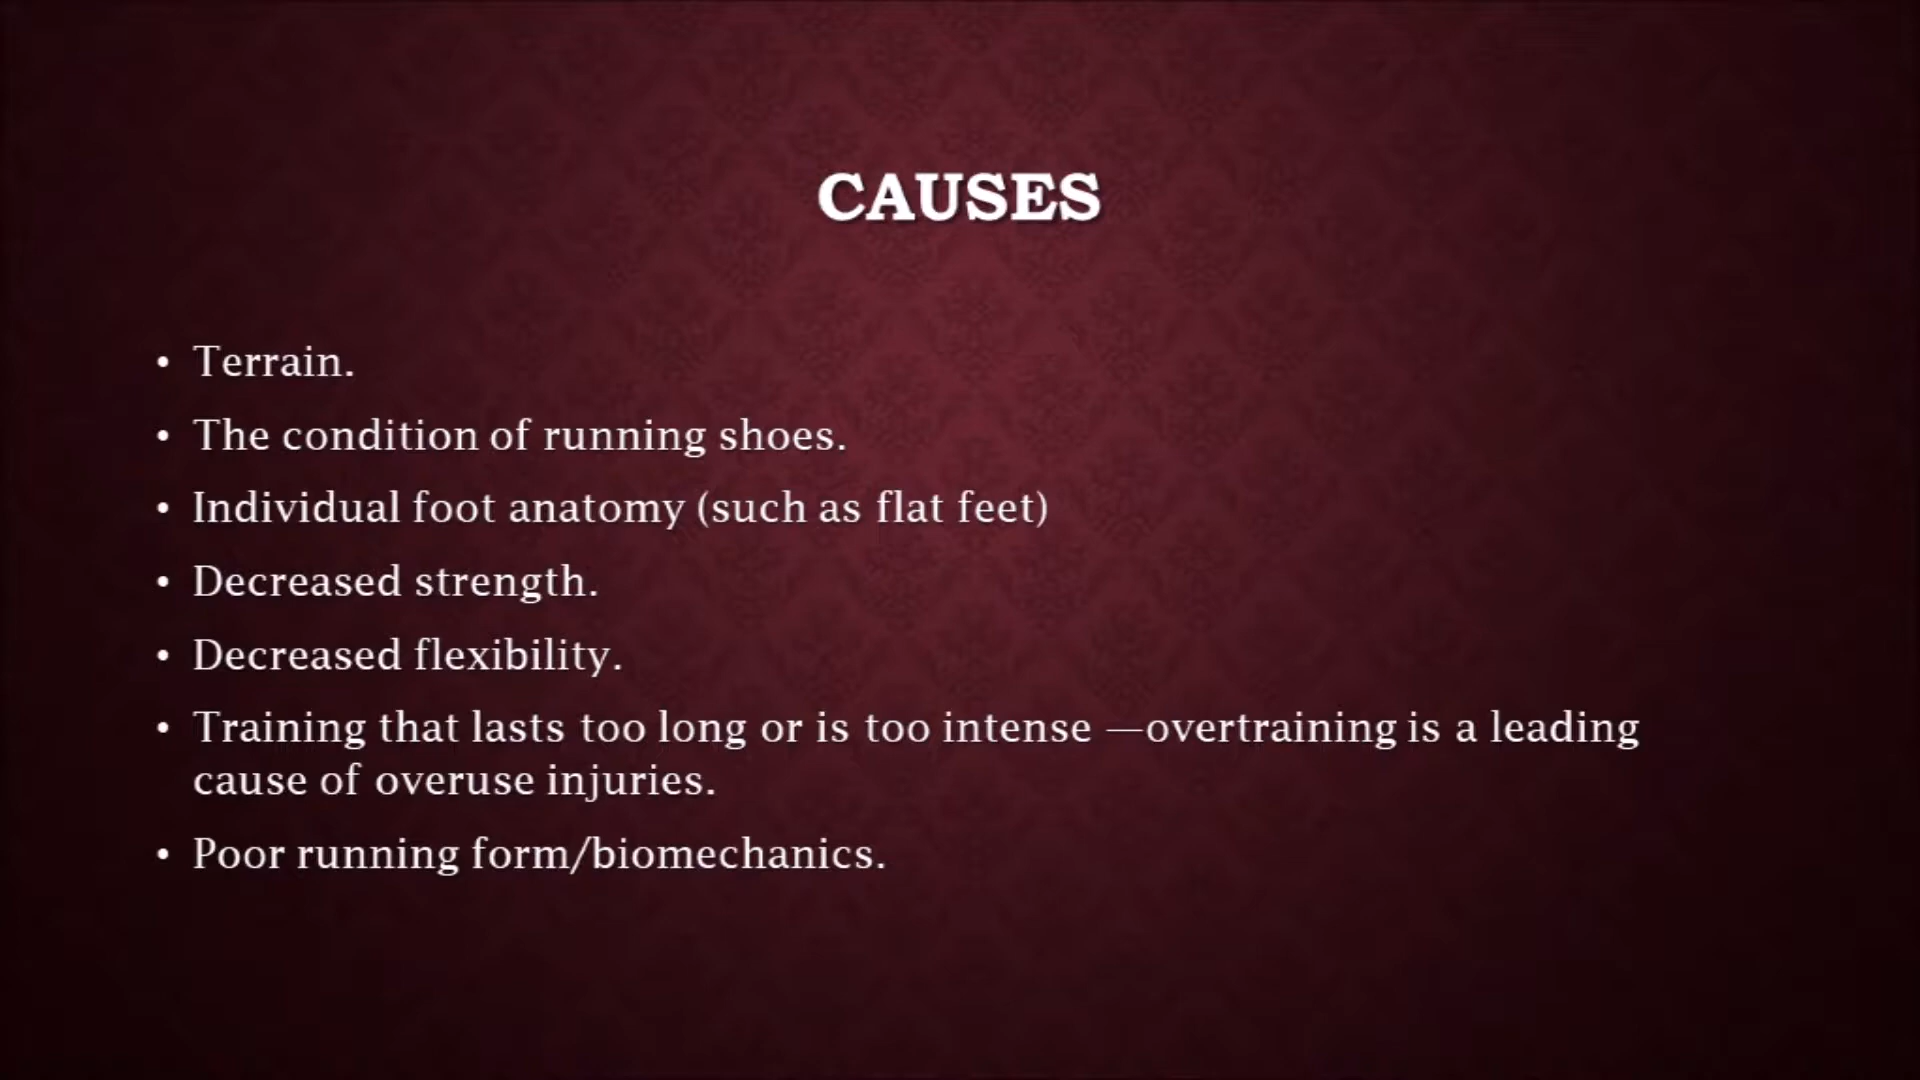 CAUSES
• Terrain.
• The condition of running shoes.
• Individual foot anatomy (such as flat feet)
• Decreased strength.
• Decreased flexibility.
• Training that lasts too long or is too intense —overtraining is a leading
cause of overuse injuries.
• Poor running form/biomechanics.